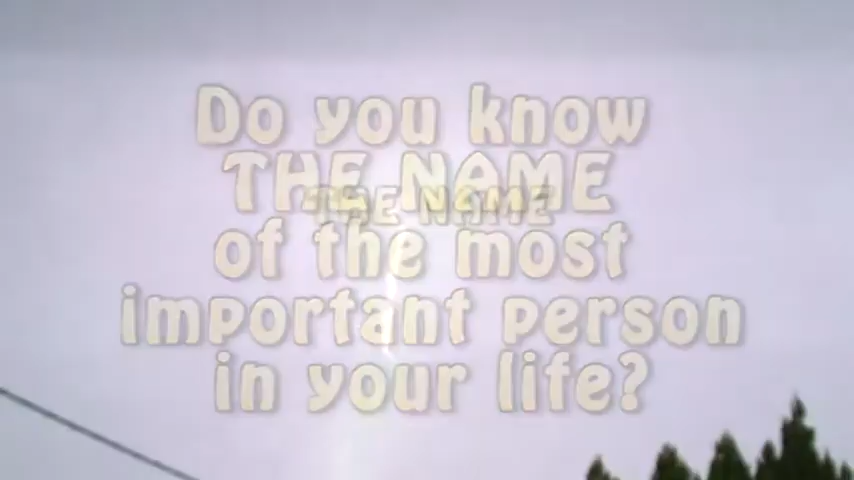 Do you know
THE NAME
THE NAME
of the most
important person
in your life?